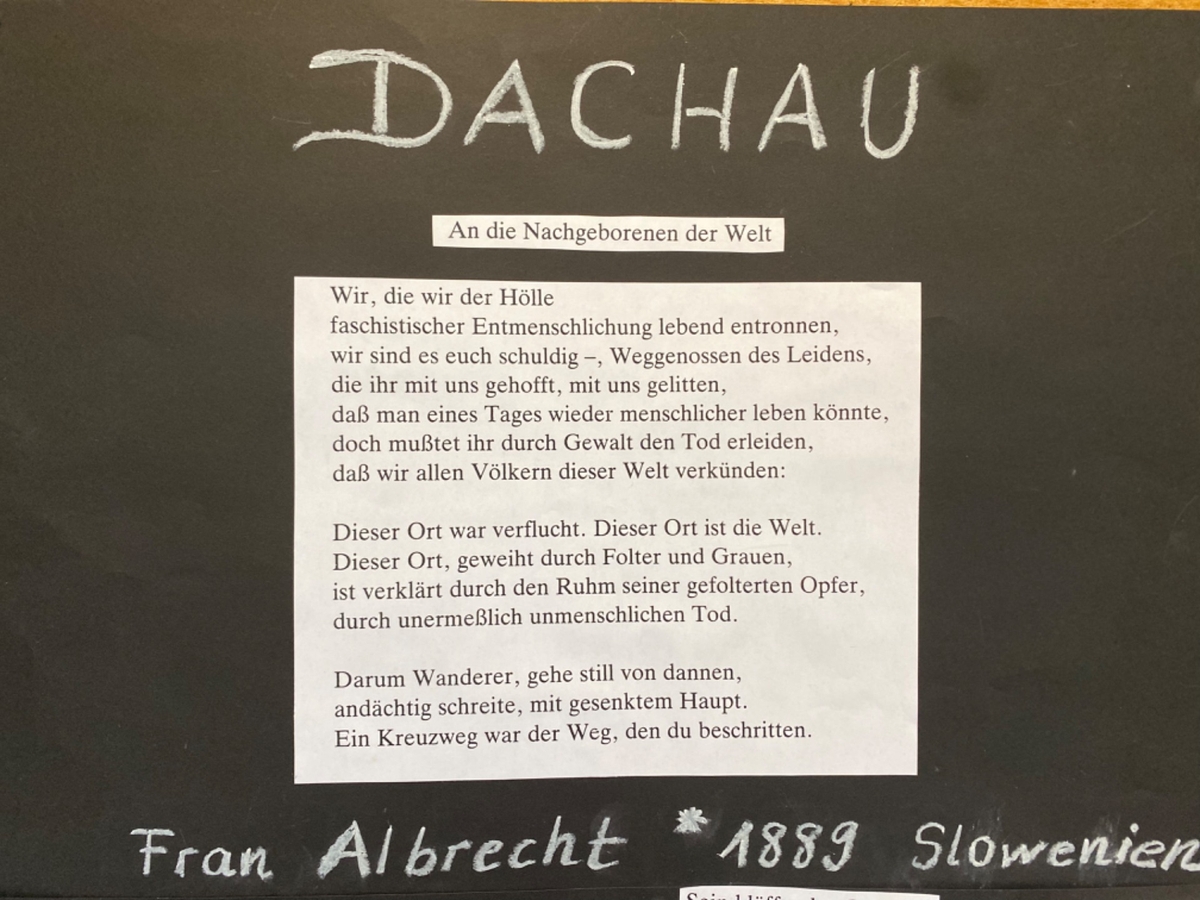 DACHAU
An die Nachgeborenen der Welt
Wir, die wir der Hölle
faschistischer Entmenschlichung lebend entronnen,
wir sind es euch schuldig –, Weggenossen des Leidens,
die ihr mit uns gehofft, mit uns gelitten,
daß man eines Tages wieder menschlicher leben könnte,
doch mußtet ihr durch Gewalt den Tod erleiden,
daß wir allen Völkern dieser Welt verkünden:
Dieser Ort war verflucht. Dieser Ort ist die Welt.
Dieser Ort, geweiht durch Folter und Grauen,
ist verklärt durch den Ruhm seiner gefolterten Opfer,
durch unermeßlich unmenschlichen Tod.
Darum Wanderer, gehe still von dannen,
andächtig schreite, mit gesenktem Haupt.
Ein Kreuzweg war der Weg, den du beschritten.
Fran Albrecht *1889 Slowenien